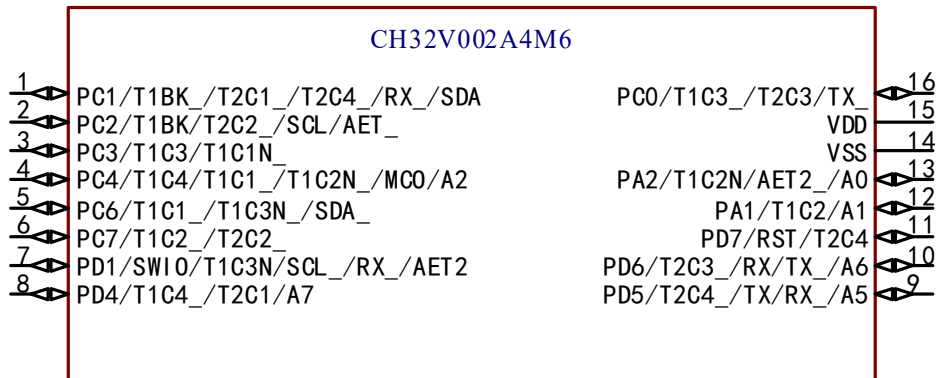 CH32V002A4M6
1 PC1/T1BK_/T2C1_/T2C4_/RX_/SDA
2 PC2/T1BK/T2C2_/SCL/AET_
3 PC3/T1C3/T1C1N_
4 PC4/T1C4/T1C1_/T1C2N_/MCO/A2
5 PC6/T1C1_/T1C3N_/SDA_
6 PC7/T1C2_/T2C2_
7 PD1/SWIO/T1C3N/SCL_/RX_/AET2
8 PD4/T1C4_/T2C1/A7
PC0/T1C3_/T2C3/TX_ 16
VDD 15
VSS 14
PA2/T1C2N/AET2_/A0 13
PA1/T1C2/A1 12
PD7/RST/T2C4 11
PD6/T2C3_/RX/TX_/A6 10
PD5/T2C4_/TX/RX_/A5 9